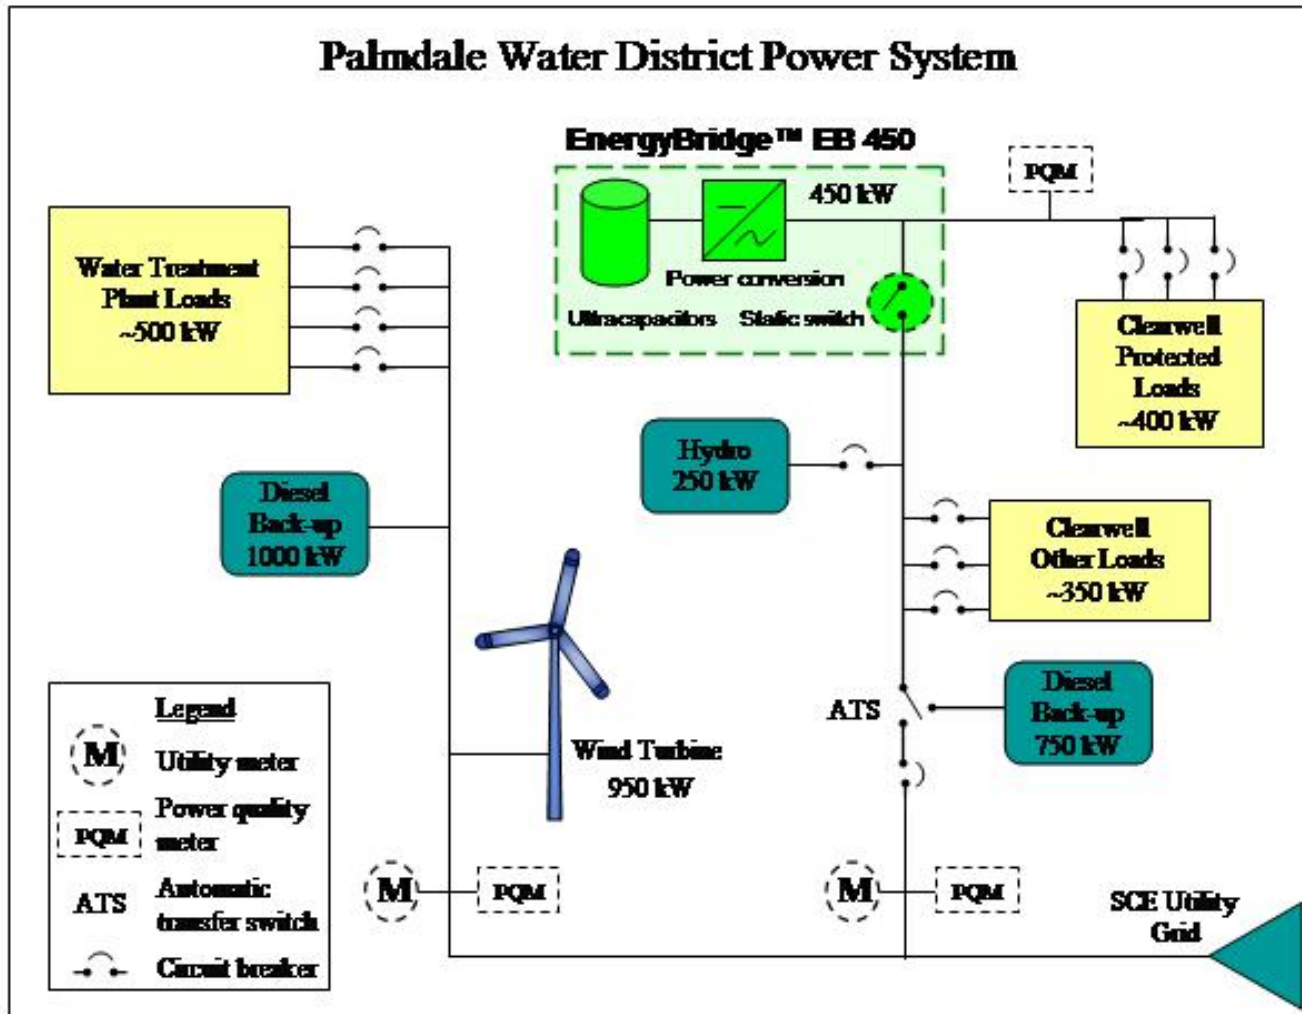 Palmdale Water District Power System
EnergyBridge™ EB 450
PQM
450 kW
Water Treatment
Plant Loads
~500 kW
Power conversion
Ultracapacitors
Static switch
Clearwell
Protected
Loads
~400 kW
Hydro
250 kW
Diesel
Back-up
1000 kW
Clearwell
Other Loads
~350 kW
ATS
Diesel
Back-up
750 kW
Wind Turbine
950 kW
Legend
M
Utility meter
PQM
Power quality
meter
ATS
Automatic
transfer switch
Circuit breaker
M
PQM
M
PQM
SCE Utility
Grid